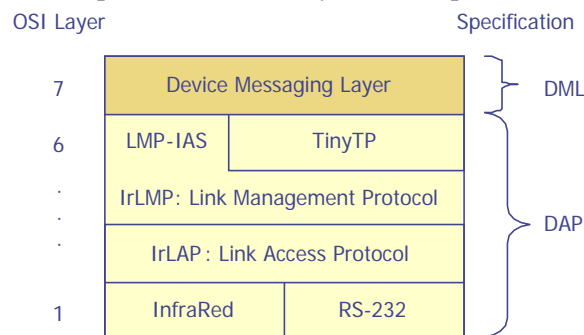 OSI Layer Specification
7 Device Messaging Layer DML
6 LMP-IAS TinyTP
.
IrLMP: Link Management Protocol
.
. DAP
IrLAP: Link Access Protocol
1 InfraRed RS-232